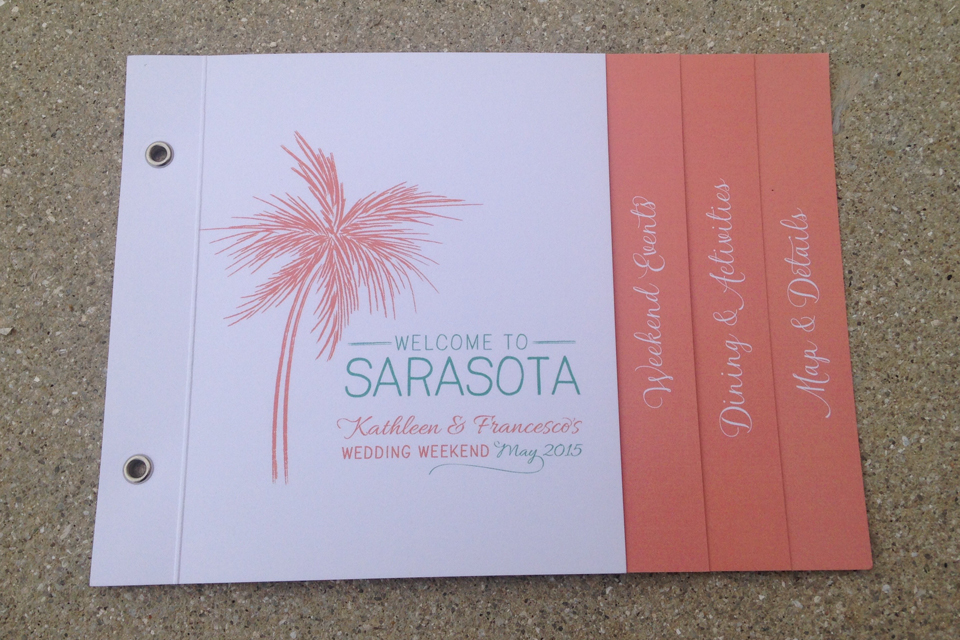 WELCOME TO
SARASOTA
Kathleen & Francesco's
WEDDING WEEKEND May 2015
Weekend Events
Dining & Activities
Map & Details